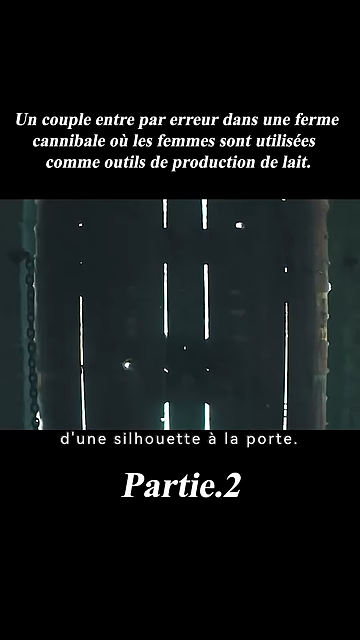 Un couple entre par erreur dans une ferme
cannibale où les femmes sont utilisées
comme outils de production de lait.
d'une silhouette à la porte.
Partie.2